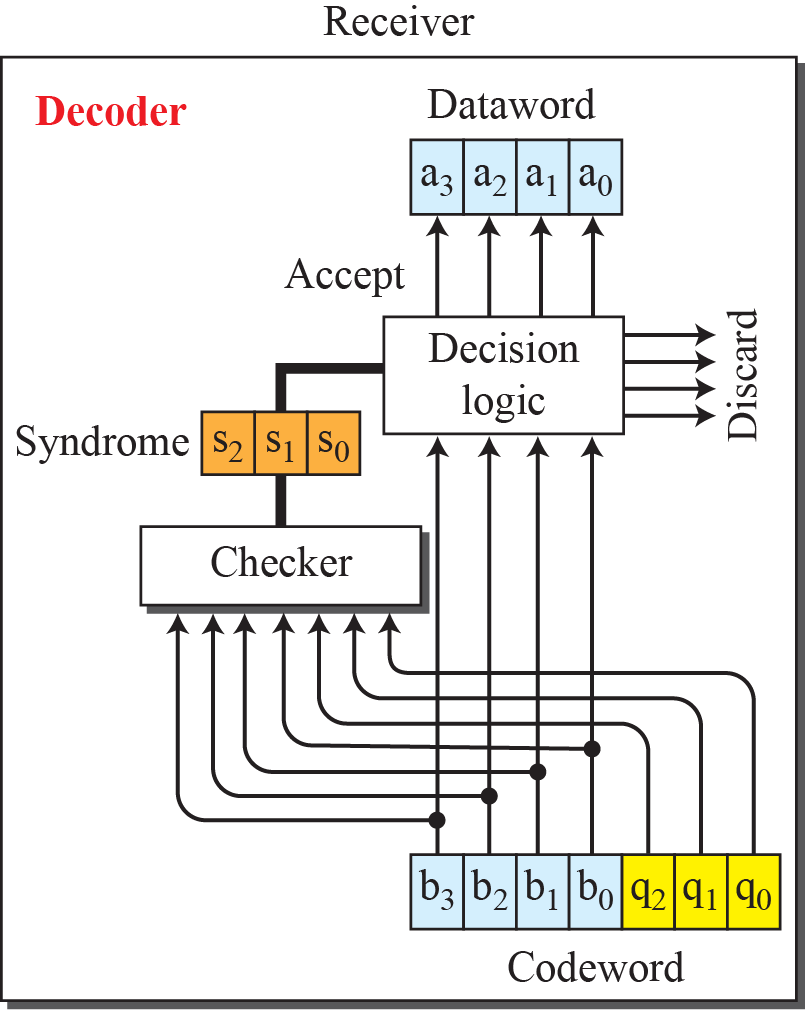 Receiver
Decoder
Dataword
a3 a2 a1 a0
Accept
Decision
logic
Discard
Syndrome
s2 s1 s0
Checker
b3 b2 b1 b0 q2 q1 q0
Codeword